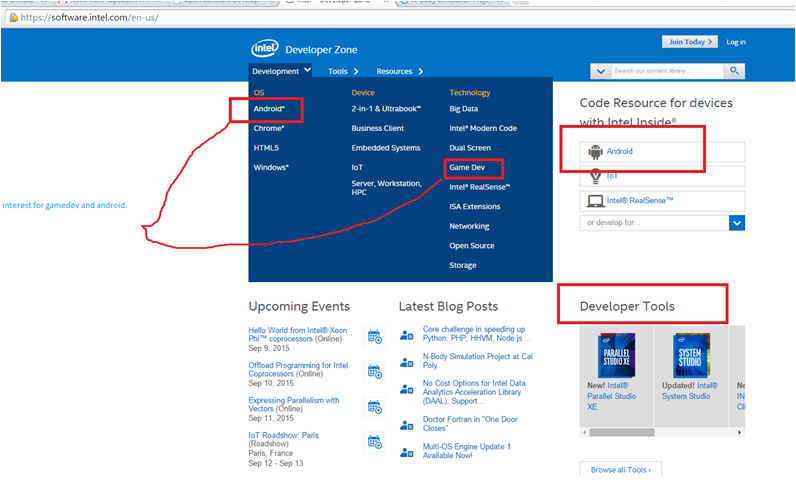 https://software.intel.com/en-us/
intel Developer Zone
Join Today >
Log in
Development
Tools >
Resources >
Search our content library...
OS
Android*
Chrome*
HTML5
Windows*
Device
2-in-1 & Ultrabook™
Business Client
Embedded Systems
IoT
Server, Workstation,
HPC
Technology
Big Data
Intel® Modern Code
Dual Screen
Game Dev
Intel® RealSense™
ISA Extensions
Networking
Open Source
Storage
Code Resource for devices
with Intel Inside®
Android
IoT
Intel® RealSense™
or develop for...
interest for gamedev and android.
Upcoming Events
Hello World from Intel® Xeon
Phi™ coprocessors (Online)
Sep 9, 2015
Offload Programming for Intel
Coprocessors (Online)
Sep 10, 2015
Expressing Parallelism with
Vectors (Online)
Sep 11, 2015
IoT Roadshow: Paris
(Roadshow)
Paris, France
Sep 12 - Sep 13
Latest Blog Posts
Core challenge in speeding up
Python, PHP, HHVM, Node js ...
N-Body Simulation Project at Cal
Poly
No Cost Options for Intel Data
Analytics Acceleration Library
(DAAL), Support...
Doctor Fortran in "One Door
Closes"
Multi-OS Engine Update 1
Available Now!
Developer Tools
PARALLEL
STUDIO XE
New! Intel®
Parallel Studio
XE
SYSTEM
STUDIO
Updated! Intel®
System Studio
Ne
IN
Cli
Browse all Tools ›